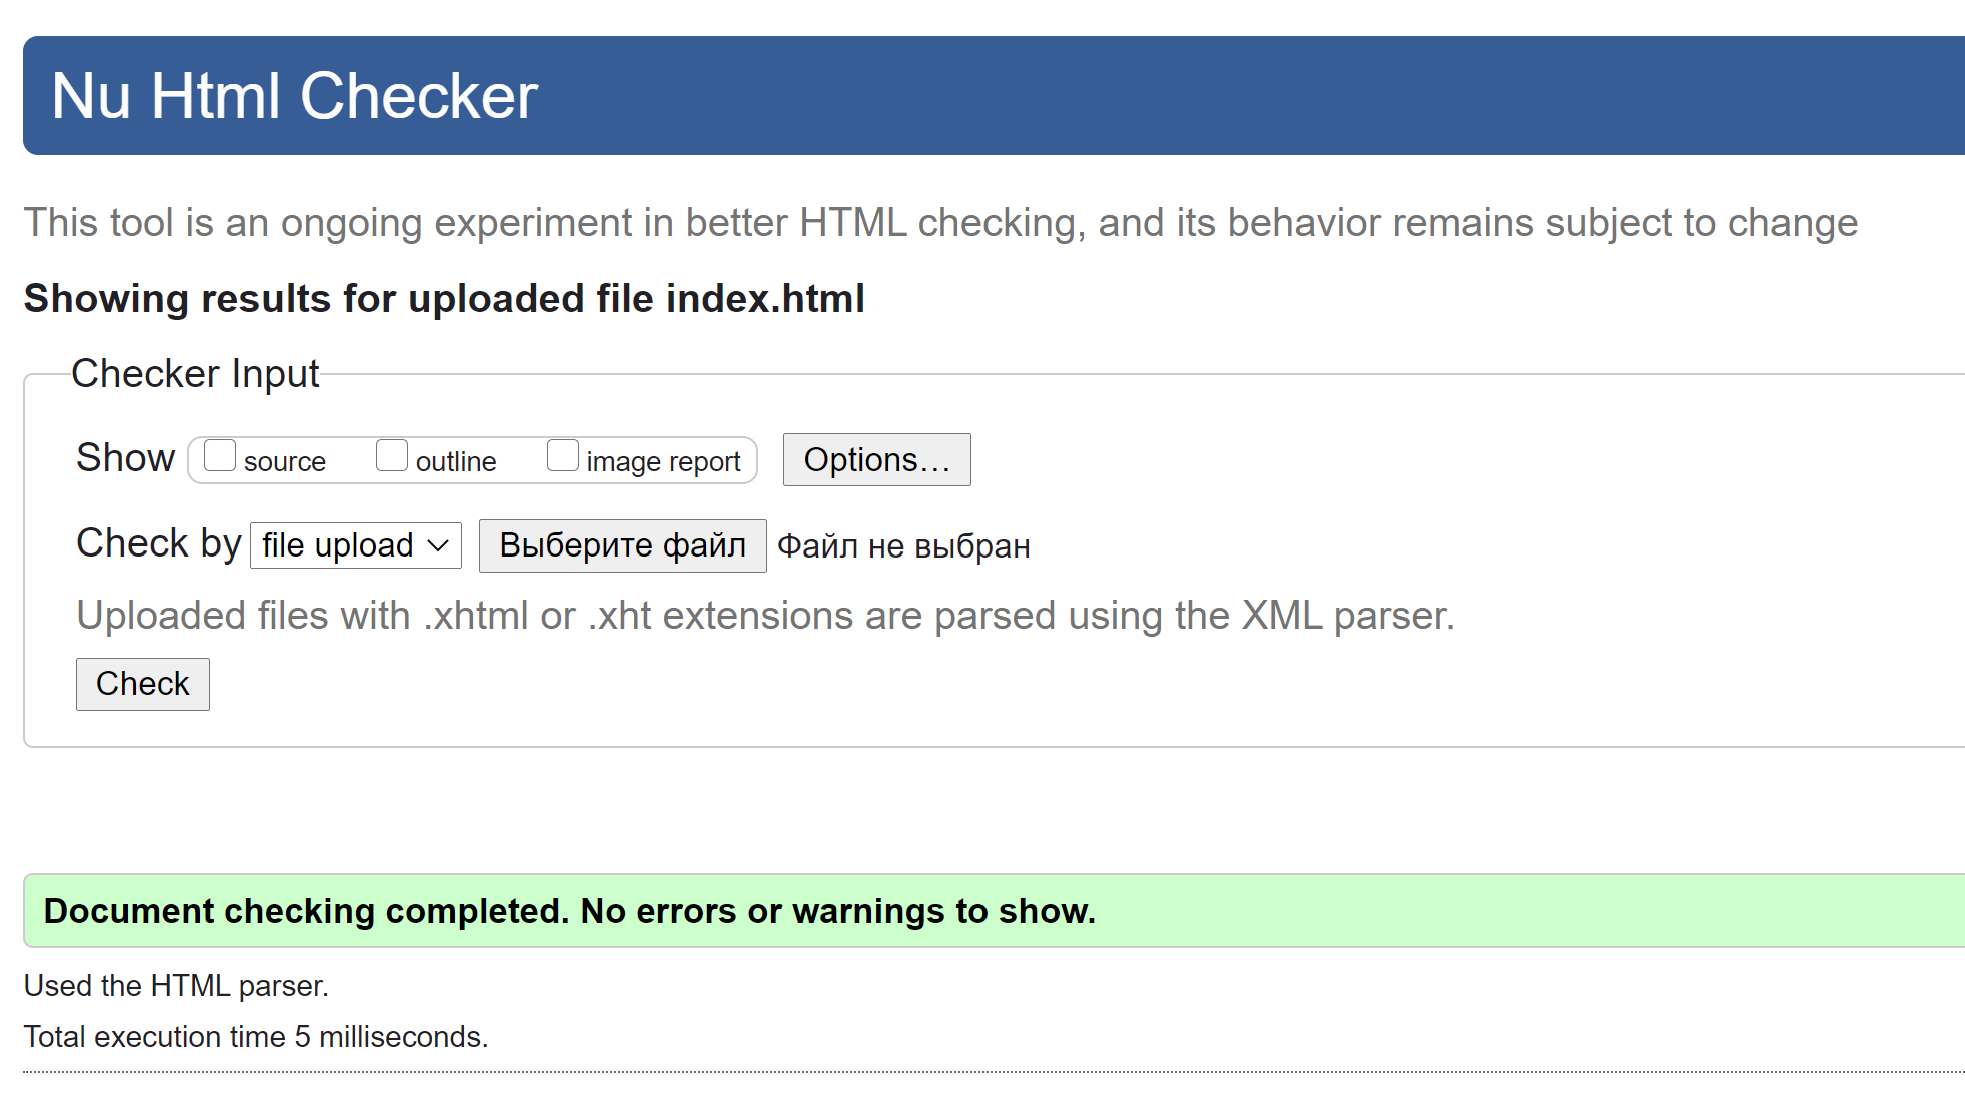 Nu Html Checker
This tool is an ongoing experiment in better HTML checking, and its behavior remains subject to change
Showing results for uploaded file index.html
Checker Input
Show source outline image report Options...
Check by file upload Выберите файл Файл не выбран
Uploaded files with .xhtml or .xht extensions are parsed using the XML parser.
Check
Document checking completed. No errors or warnings to show.
Used the HTML parser.
Total execution time 5 milliseconds.